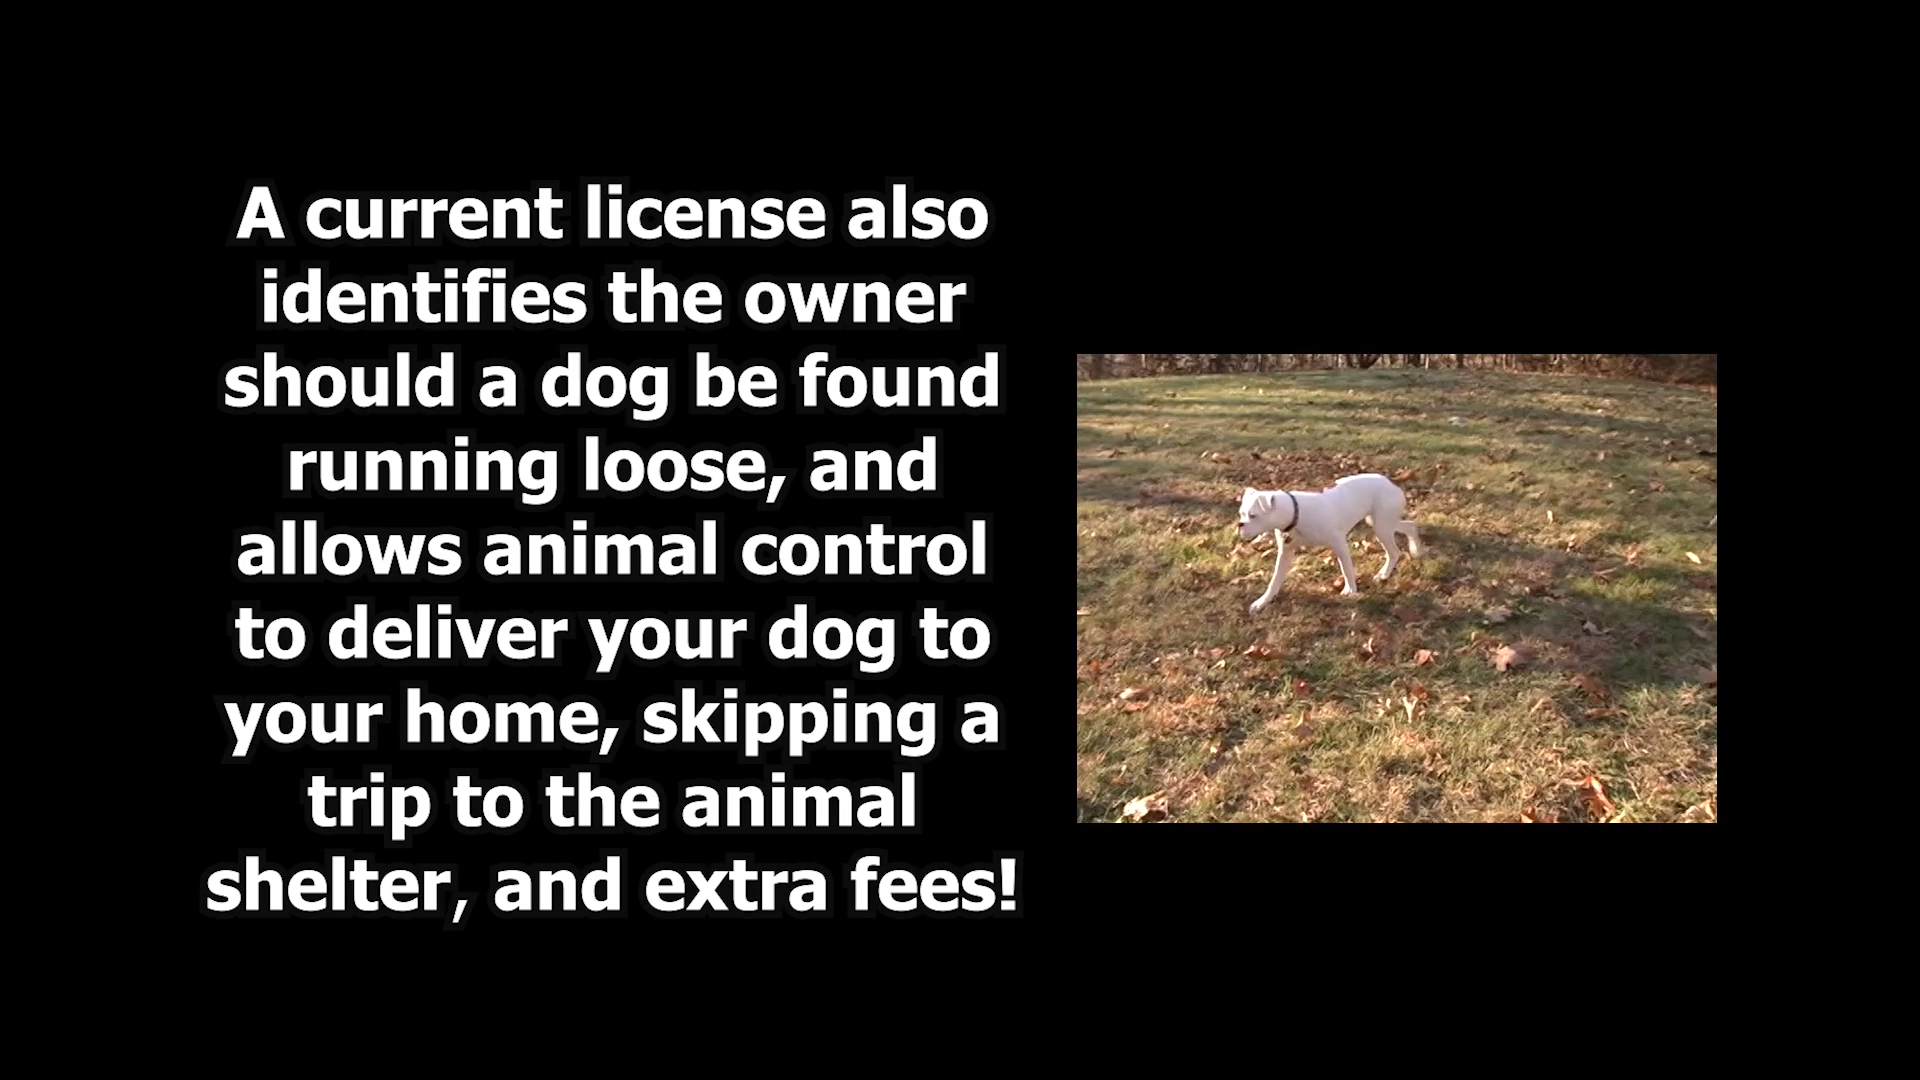 A current license also
identifies the owner
should a dog be found
running loose, and
allows animal control
to deliver your dog to
your home, skipping a
trip to the animal
shelter, and extra fees!